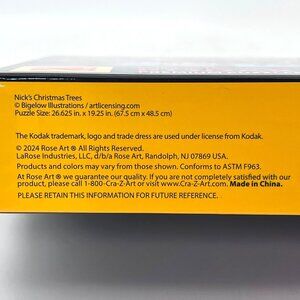 Nick's Christmas Trees
© Bigelow Illustrations / artlicensing.com
Puzzle Size: 26.625 in. x 19.25 in. (67.5 cm x 48.5 cm)
The Kodak trademark, logo and trade dress are used under license from Kodak.
© 2024 Rose Art ® All Rights Reserved.
LaRose Industries, LLC, d/b/a Rose Art, Randolph, NJ 07869 USA.
Products and colors may vary from those shown. Conforms to ASTM F963.
At Rose Art ® we guarantee our quality. If you are not completely satisfied with our
product, please call 1-800-Cra-Z-Art or visit www.Cra-Z-Art.com. Made in China.
PLEASE RETAIN THIS INFORMATION FOR FUTURE REFERENCE.